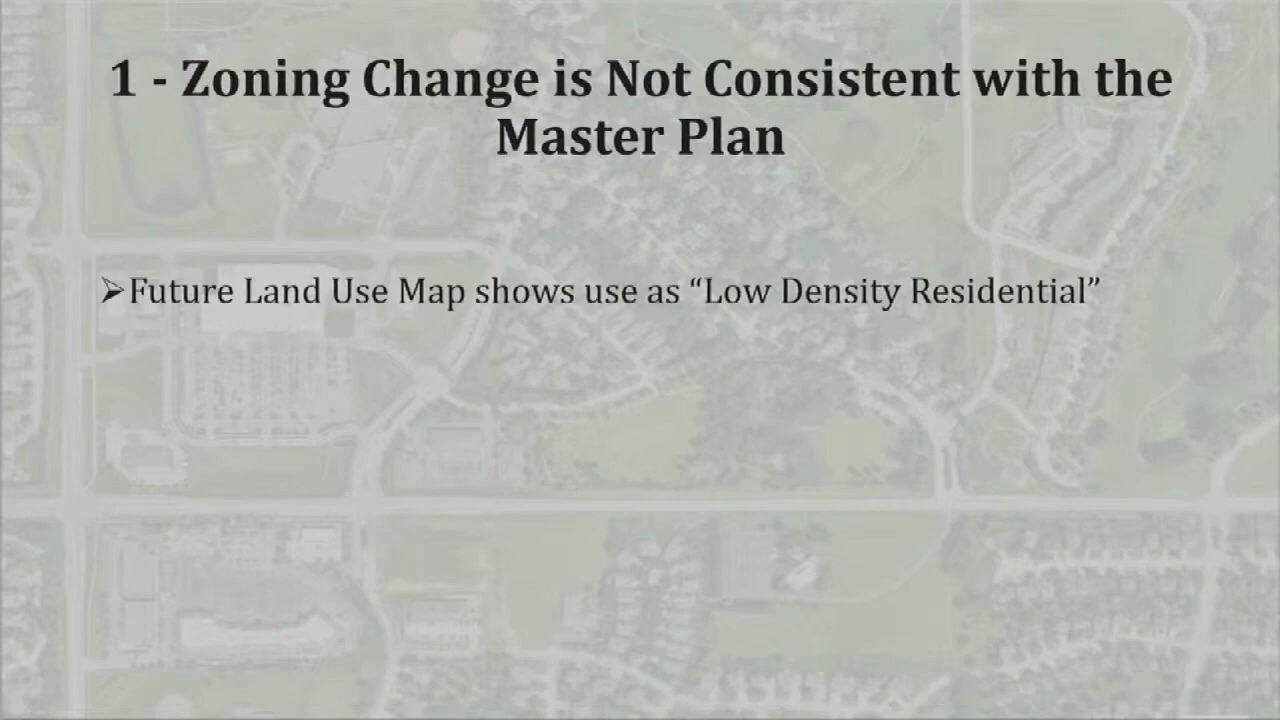 1 - Zoning Change is Not Consistent with the
Master Plan
➢Future Land Use Map shows use as “Low Density Residential”